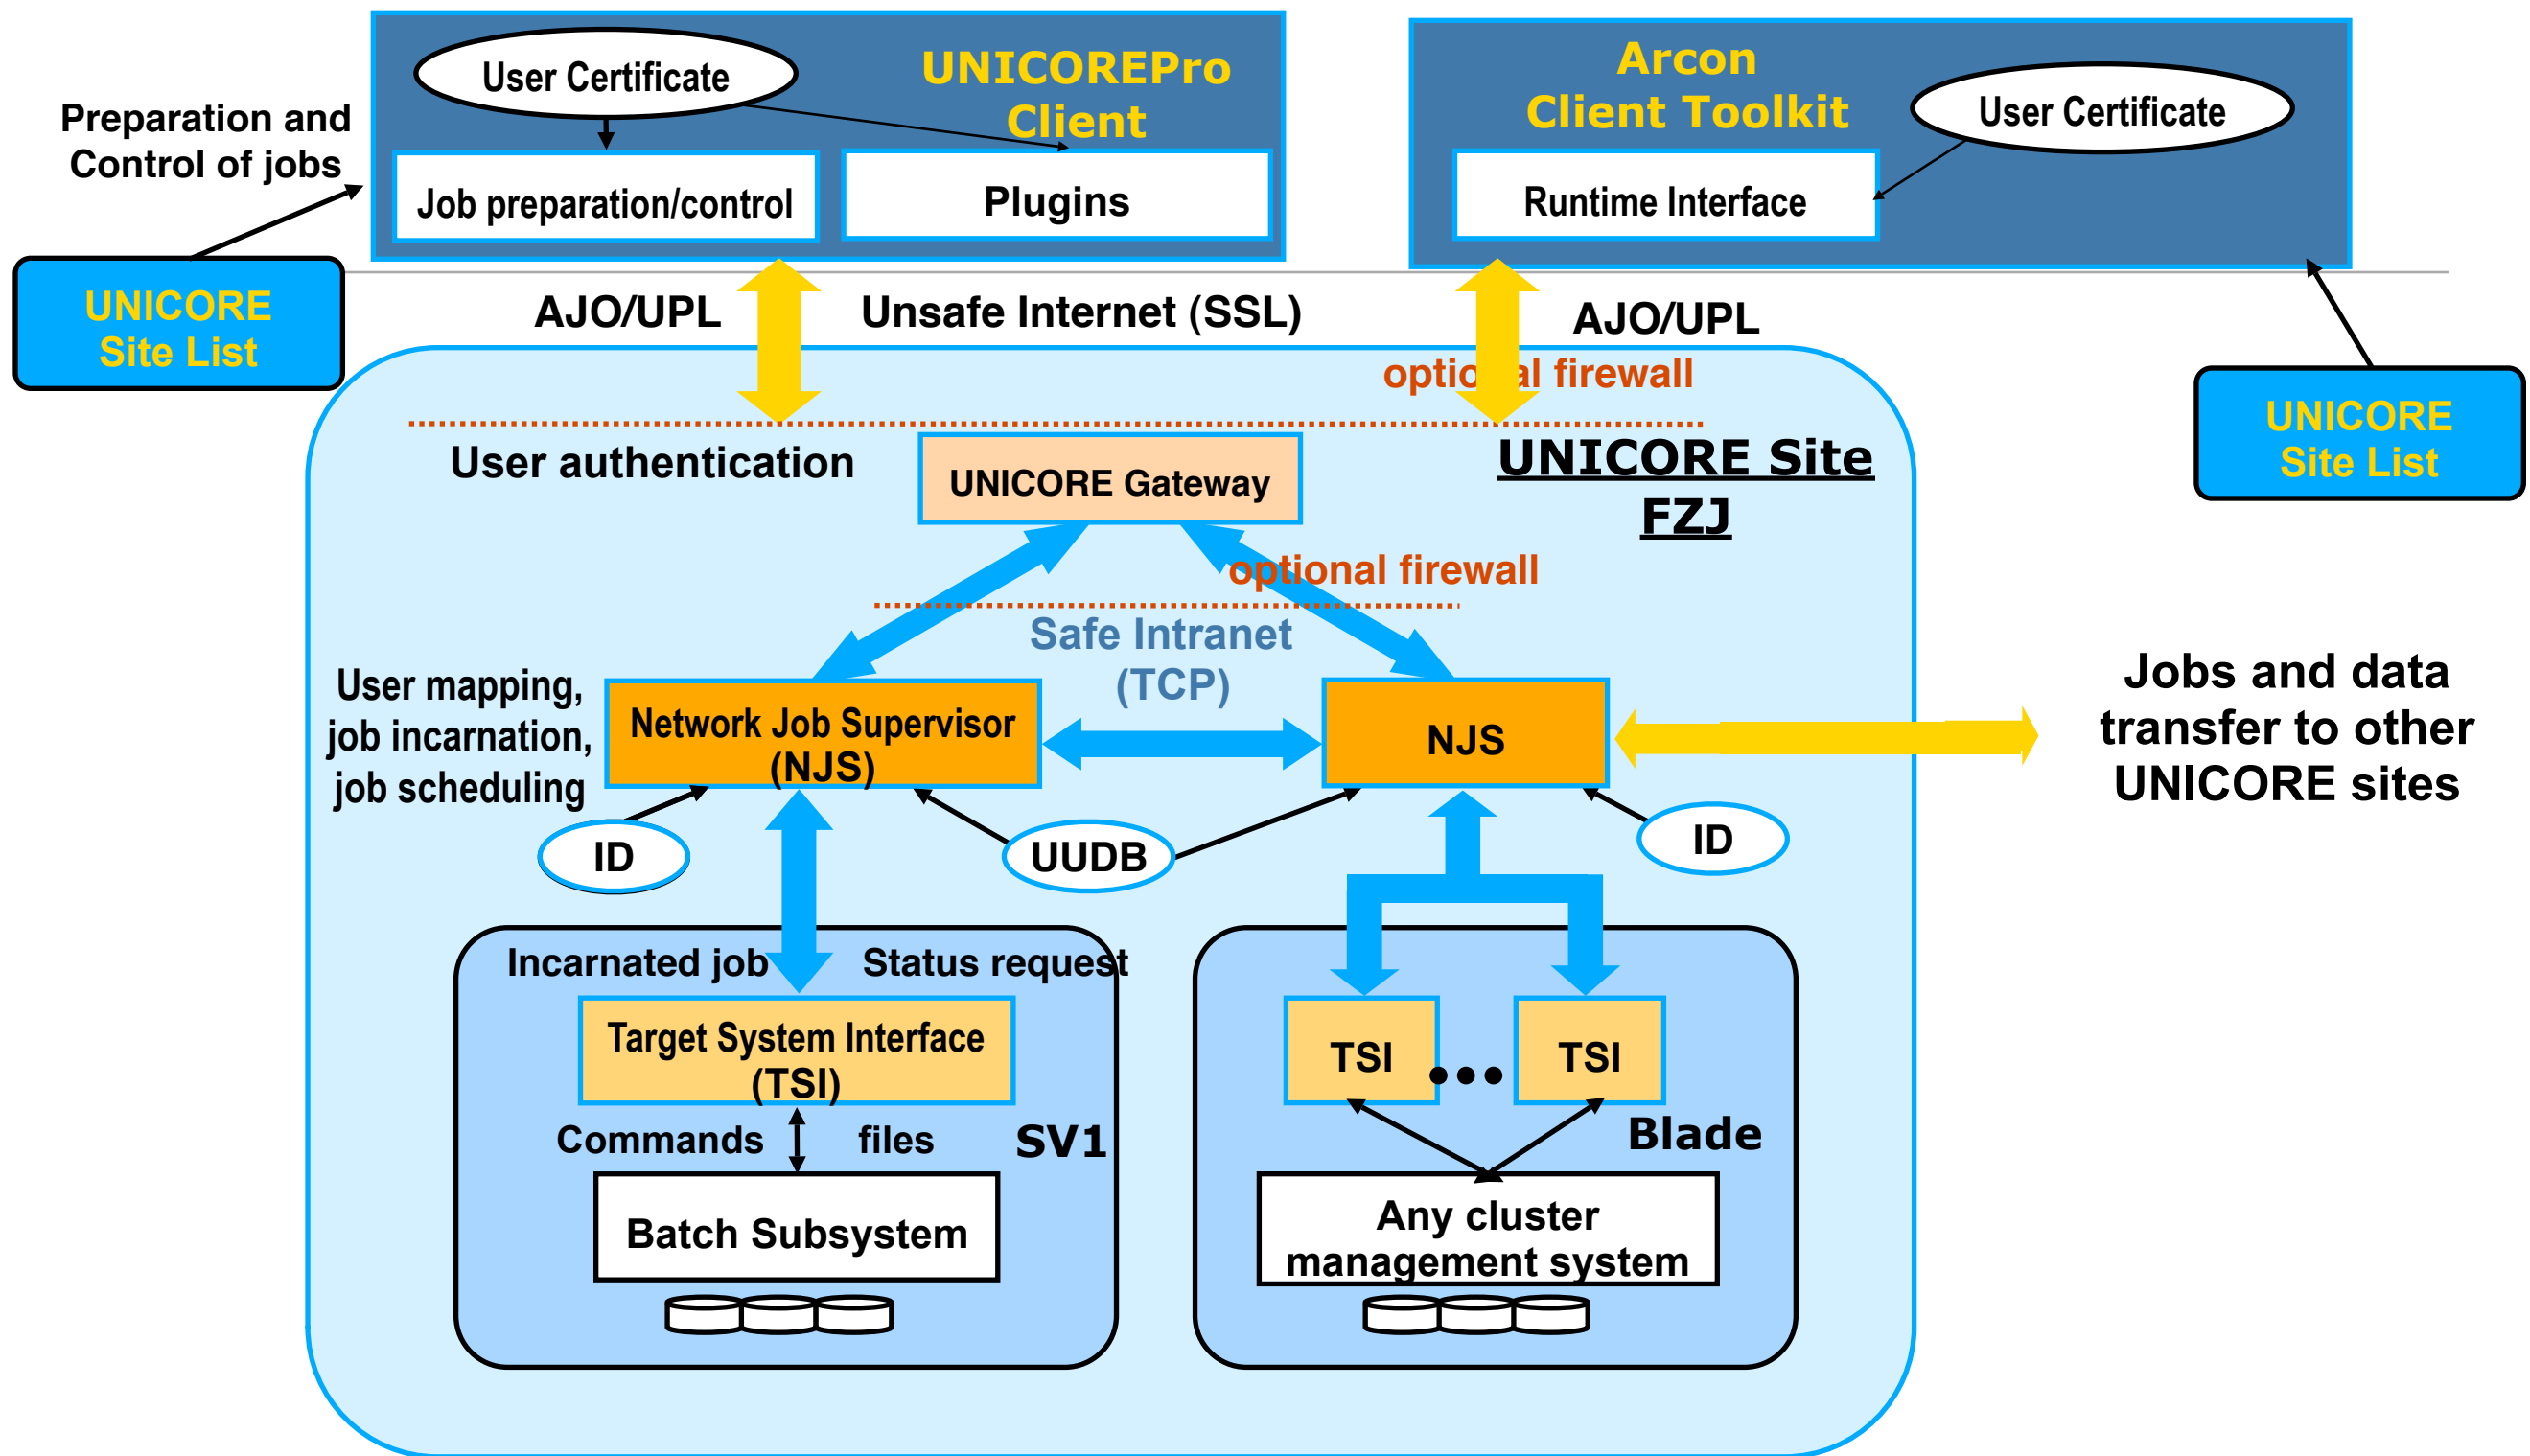 User Certificate
UNICOREPro
Client
Arcon
Client Toolkit
User Certificate
Preparation and
Control of jobs
Job preparation/control
Plugins
Runtime Interface
UNICORE
Site List
AJO/UPL
Unsafe Internet (SSL)
AJO/UPL
optional firewall
UNICORE
Site List
User authentication
UNICORE Gateway
UNICORE Site
FZJ
optional firewall
Safe Intranet
(TCP)
User mapping,
job incarnation,
job scheduling
Network Job Supervisor
(NJS)
NJS
Jobs and data
transfer to other
UNICORE sites
ID
UUDB
ID
Incarnated job
Status request
Target System Interface
(TSI)
TSI
•••
TSI
Commands
files
SV1
Blade
Batch Subsystem
Any cluster
management system